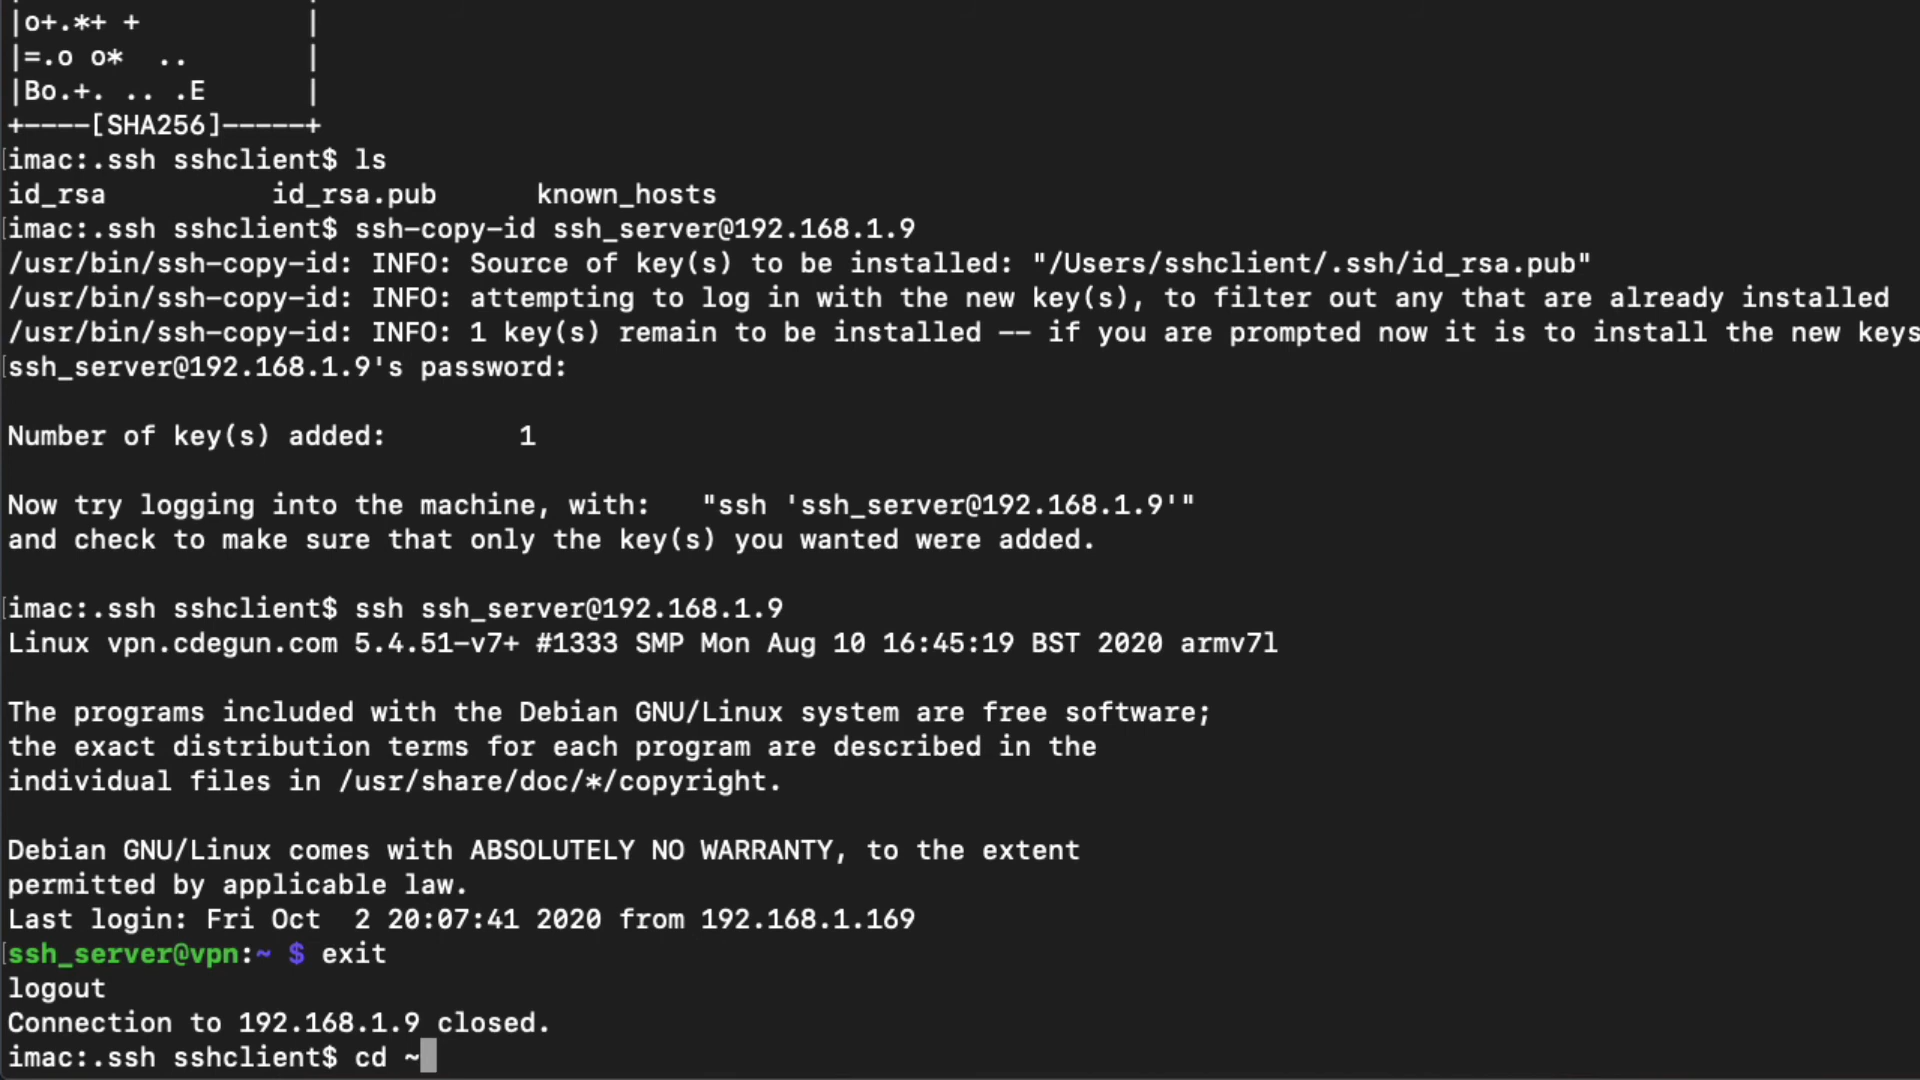 |o+.*+ +           |
|=.o o*  ..        |
|Bo.+. .. .E       |
+----[SHA256]-----+
imac:.ssh sshclient$ ls
id_rsa          id_rsa.pub      known_hosts
imac:.ssh sshclient$ ssh-copy-id ssh_server@192.168.1.9
/usr/bin/ssh-copy-id: INFO: Source of key(s) to be installed: "/Users/sshclient/.ssh/id_rsa.pub"
/usr/bin/ssh-copy-id: INFO: attempting to log in with the new key(s), to filter out any that are already installed
/usr/bin/ssh-copy-id: INFO: 1 key(s) remain to be installed -- if you are prompted now it is to install the new keys
ssh_server@192.168.1.9's password:
Number of key(s) added:        1
Now try logging into the machine, with:   "ssh 'ssh_server@192.168.1.9'"
and check to make sure that only the key(s) you wanted were added.
imac:.ssh sshclient$ ssh ssh_server@192.168.1.9
Linux vpn.cdegun.com 5.4.51-v7+ #1333 SMP Mon Aug 10 16:45:19 BST 2020 armv7l
The programs included with the Debian GNU/Linux system are free software;
the exact distribution terms for each program are described in the
individual files in /usr/share/doc/*/copyright.
Debian GNU/Linux comes with ABSOLUTELY NO WARRANTY, to the extent
permitted by applicable law.
Last login: Fri Oct  2 20:07:41 2020 from 192.168.1.169
ssh_server@vpn:~ $ exit
logout
Connection to 192.168.1.9 closed.
imac:.ssh sshclient$ cd ~